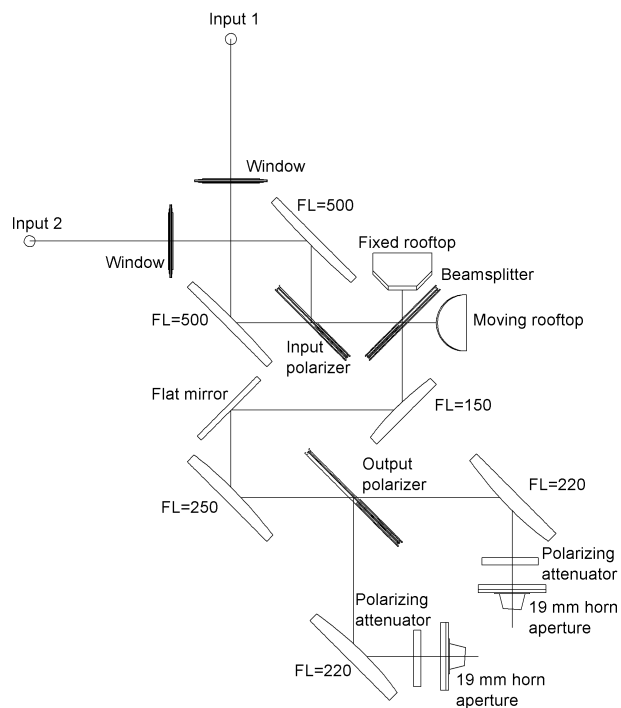 Input 1
Window
FL=500
Input 2
Window
Fixed rooftop
Beamsplitter
FL=500
Moving rooftop
Input
polarizer
Flat mirror
FL=150
Output
polarizer
FL=220
FL=250
Polarizing
attenuator
19 mm horn
aperture
Polarizing
attenuator
FL=220
19 mm horn
aperture